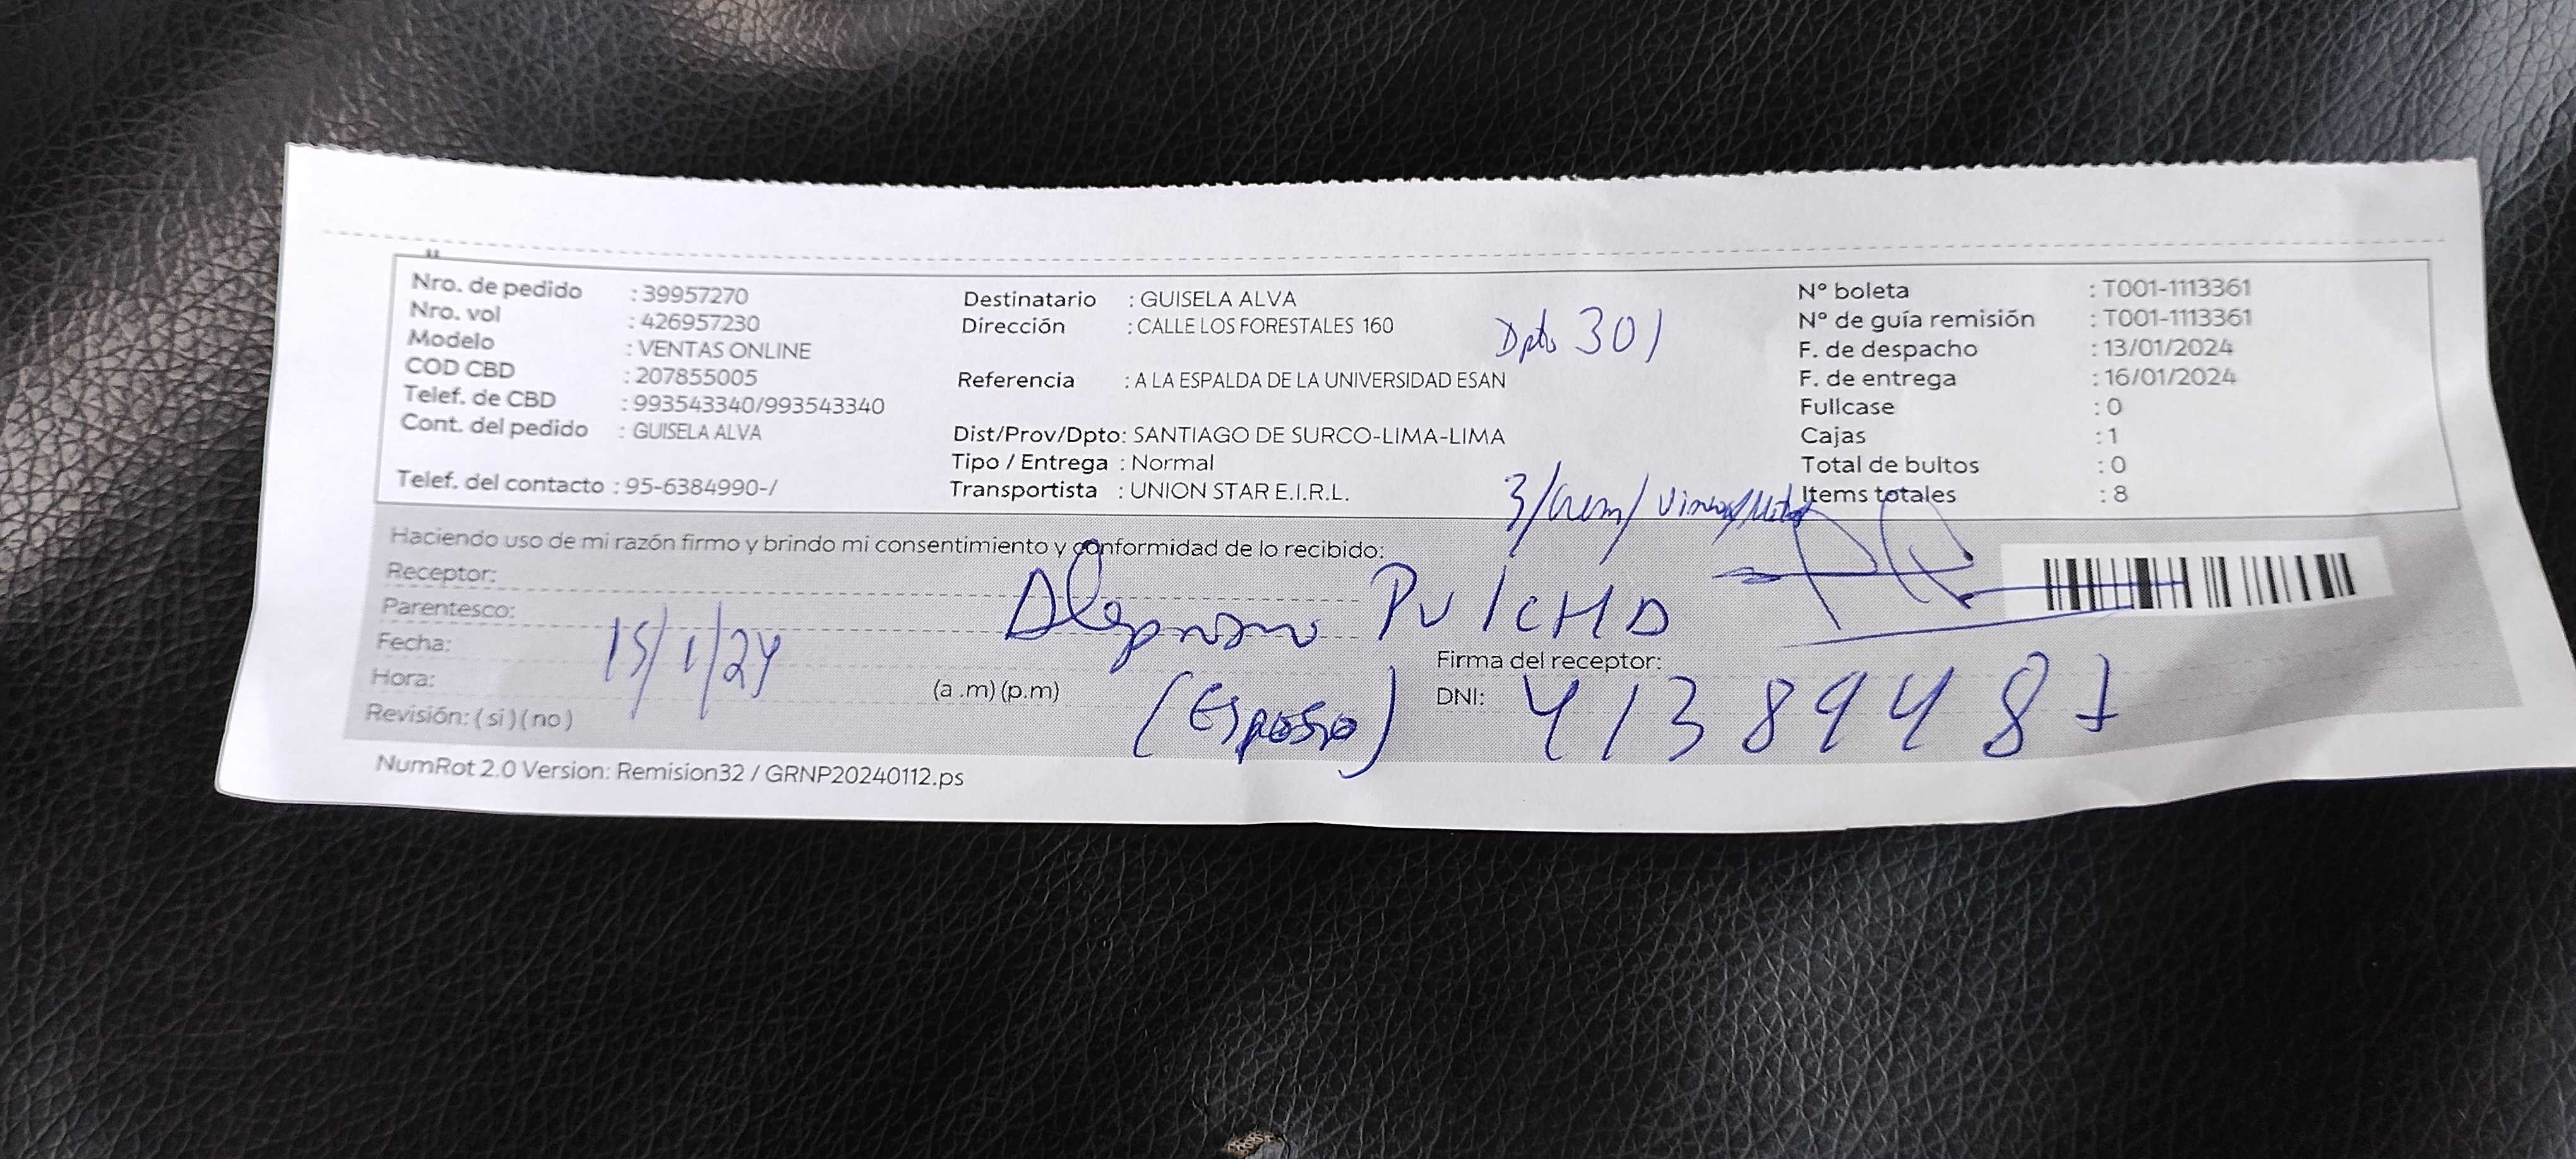 Nro. de pedido : 39957270
Nro. vol : 426957230
Modelo : VENTAS ONLINE
COD CBD : 207855005
Telef. de CBD : 993543340/993543340
Cont. del pedido : GUISELA ALVA
Telef. del contacto : 95-6384990-/
Destinatario : GUISELA ALVA
Dirección : CALLE LOS FORESTALES 160
Dpto 301
Referencia : A LA ESPALDA DE LA UNIVERSIDAD ESAN
Dist/Prov/Dpto: SANTIAGO DE SURCO-LIMA-LIMA
Tipo / Entrega : Normal
Transportista : UNION STAR E.I.R.L.
N° boleta : T001-1113361
N° de guía remisión : T001-1113361
F. de despacho : 13/01/2024
F. de entrega : 16/01/2024
Fullcase : 0
Cajas : 1
Total de bultos : 0
Items totales : 8
Haciendo uso de mi razón firmo y brindo mi consentimiento y conformidad de lo recibido:
Receptor:
PulCHD
Parentesco:
Fecha: 15/1/24
Firma del receptor:
Hora: (a .m) (p.m)
(Esposo)
DNI: 41389487
Revisión: ( si ) ( no )
NumRot 2.0 Version: Remision32 / GRNP20240112.ps